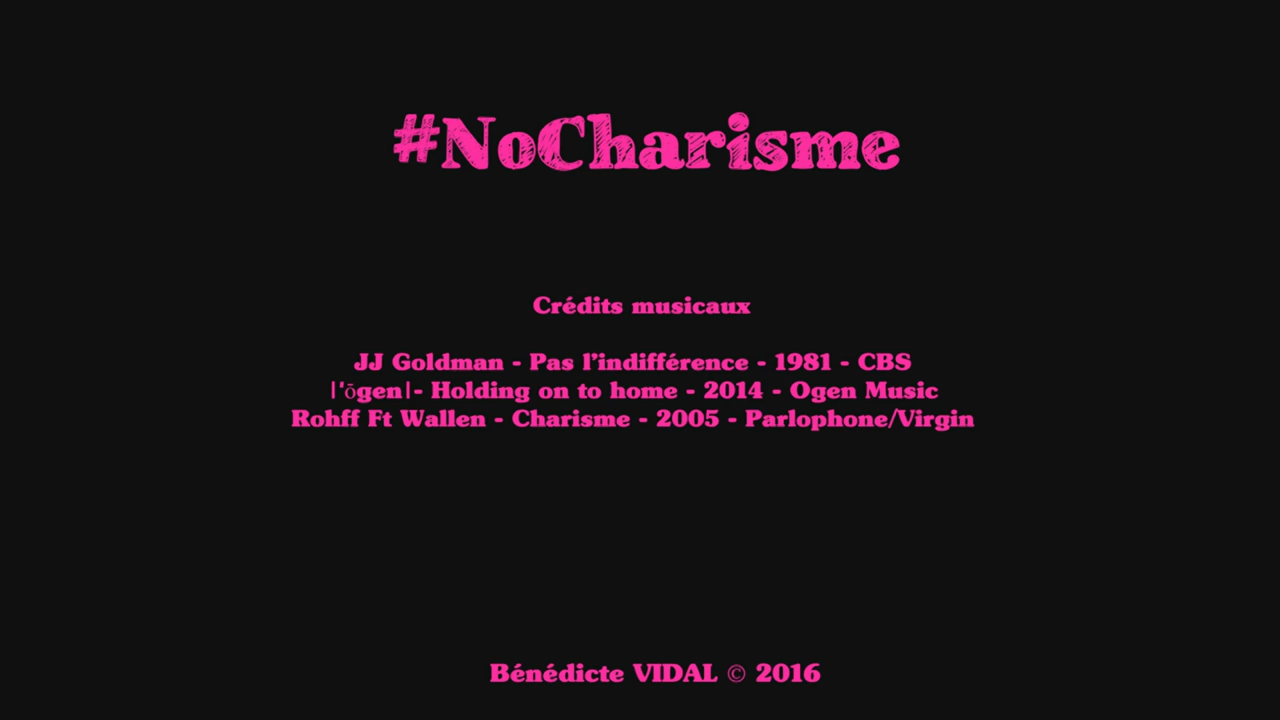 #NoCharisme
Crédits musicaux
JJ Goldman - Pas l’indifférence - 1981 - CBS
|'ōgen|- Holding on to home - 2014 - Ogen Music
Rohff Ft Wallen - Charisme - 2005 - Parlophone/Virgin
Bénédicte VIDAL © 2016